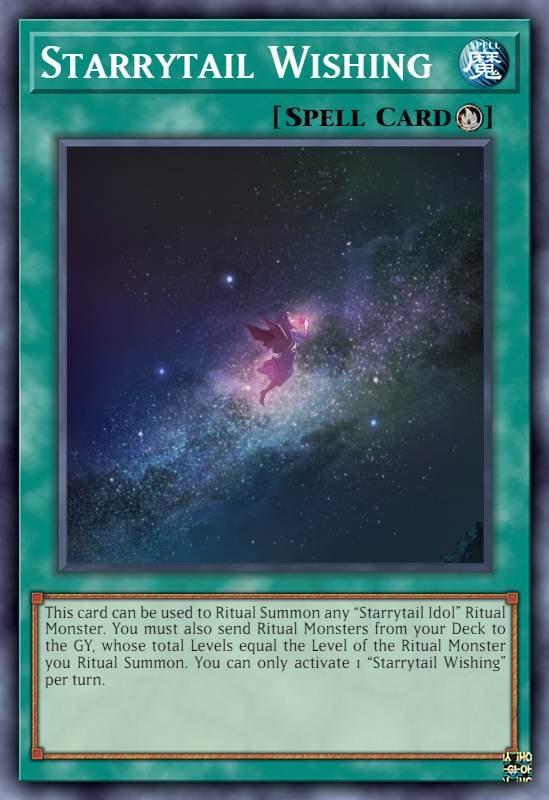 Starrytail Wishing
SPELL
魔
[Spell Card]
This card can be used to Ritual Summon any “Starrytail Idol” Ritual
Monster. You must also send Ritual Monsters from your Deck to
the GY, whose total Levels equal the Level of the Ritual Monster
you Ritual Summon. You can only activate 1 “Starrytail Wishing”
per turn.